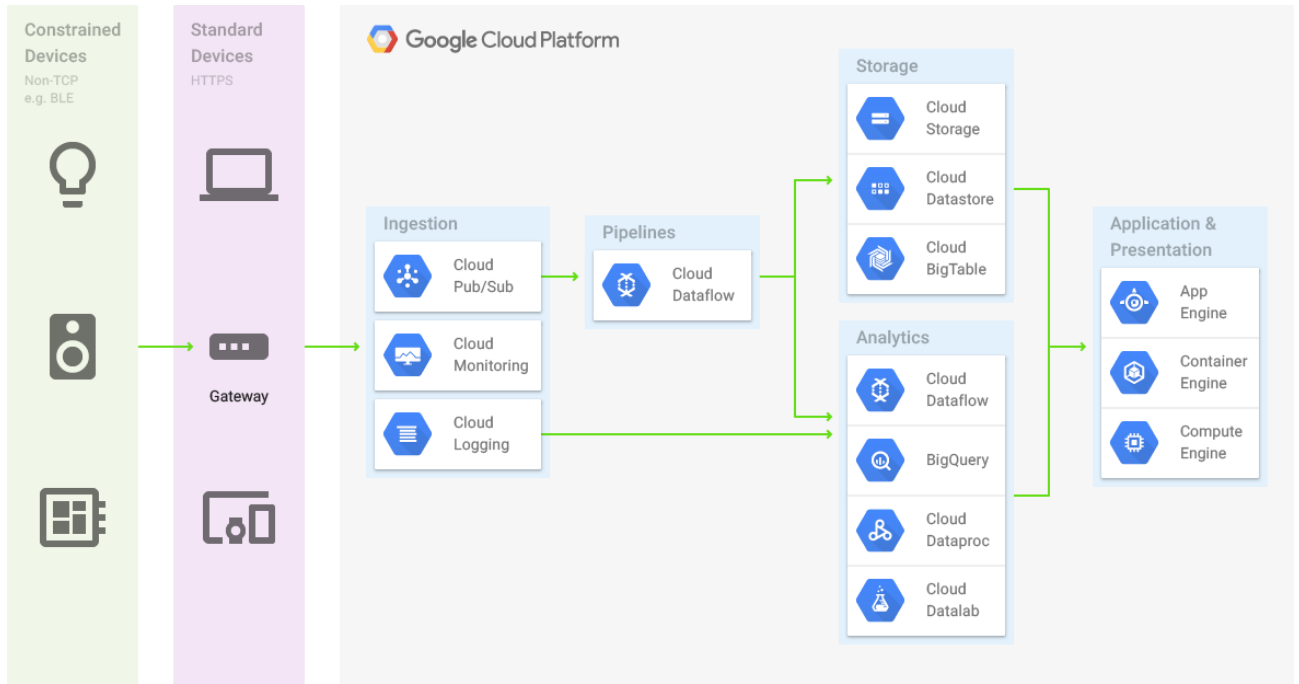 Constrained
Devices
Non-TCP
e.g. BLE
Standard
Devices
HTTPS
Gateway
Google Cloud Platform
Ingestion
Cloud
Pub/Sub
Cloud
Monitoring
Cloud
Logging
Pipelines
Cloud
Dataflow
Storage
Cloud
Storage
Cloud
Datastore
Cloud
BigTable
Analytics
Cloud
Dataflow
BigQuery
Cloud
Dataproc
Cloud
Datalab
Application &
Presentation
App
Engine
Container
Engine
Compute
Engine